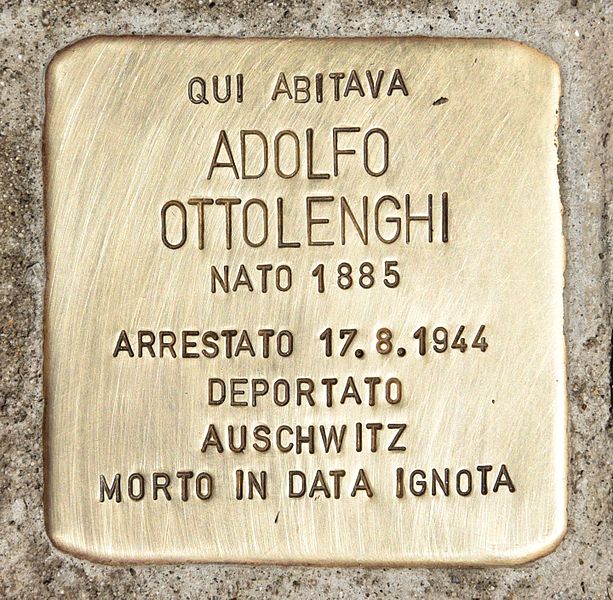 QUI ABITAVA
ADOLFO
OTTOLENGHI
NATO 1885
ARRESTATO 17.8.1944
DEPORTATO
AUSCHWITZ
MORTO IN DATA IGNOTA